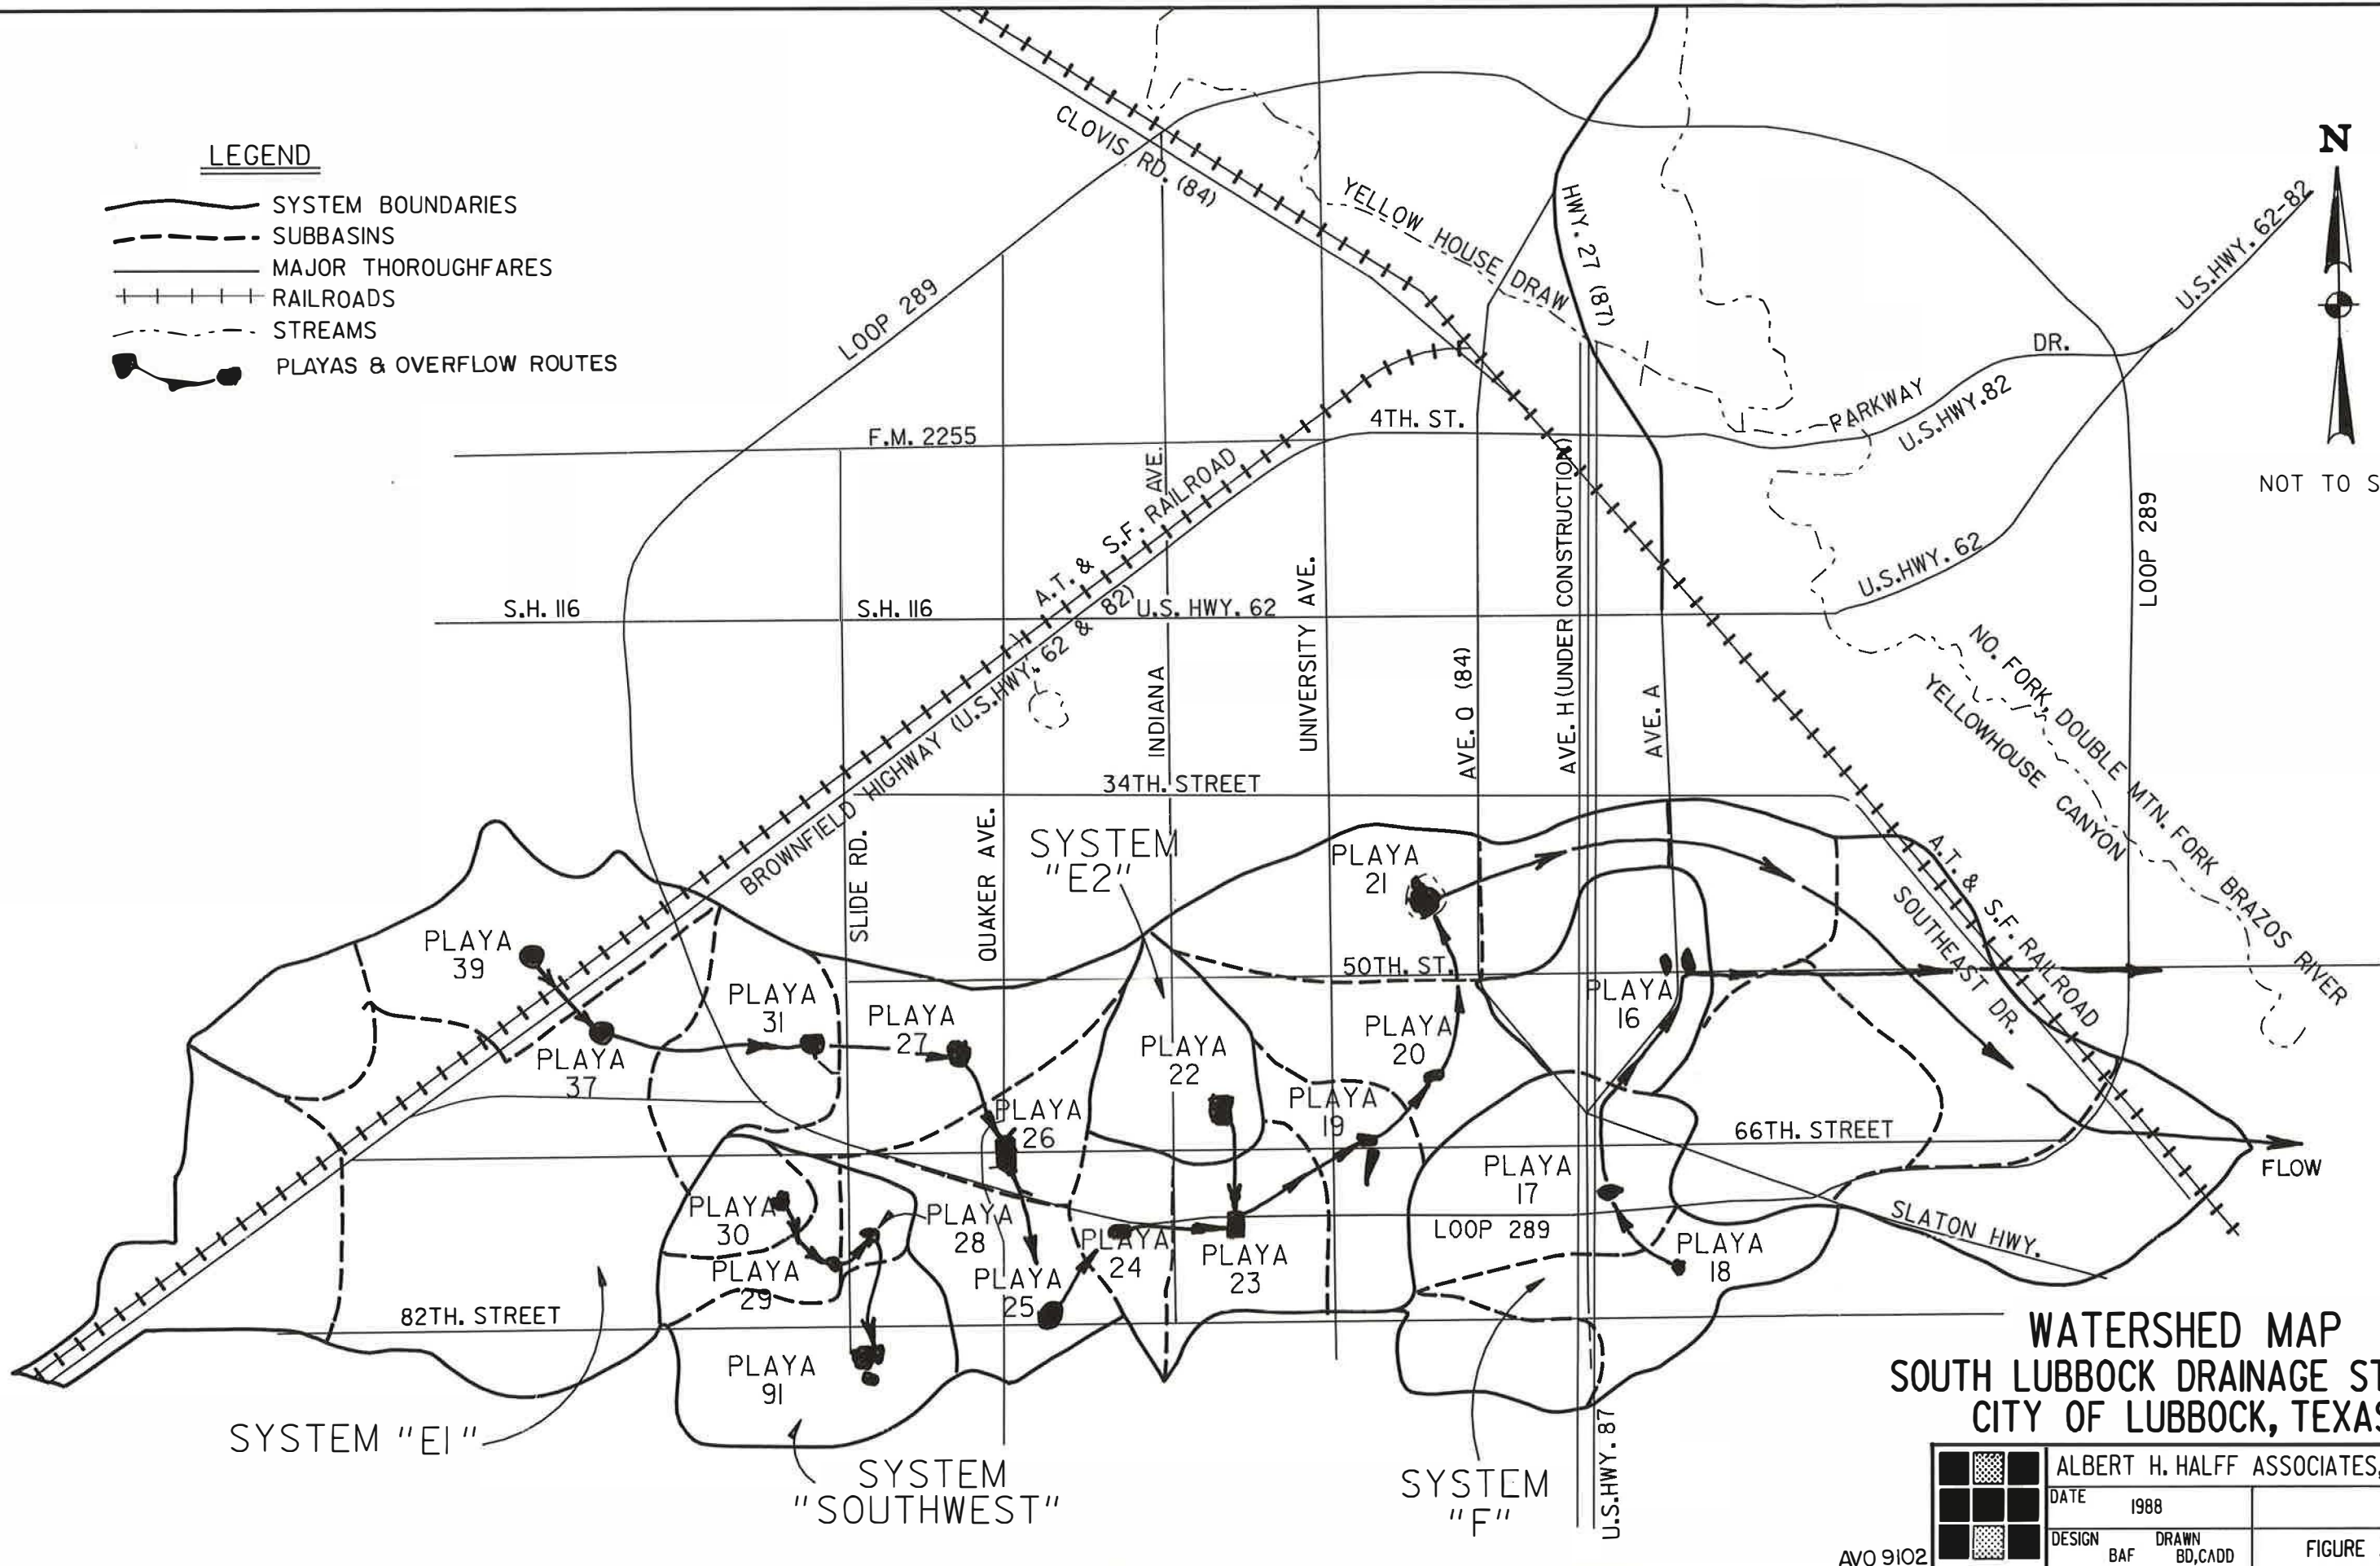 LEGEND
SYSTEM BOUNDARIES
SUBBASINS
MAJOR THOROUGHFARES
RAILROADS
STREAMS
PLAYAS & OVERFLOW ROUTES
CLOVIS RD. (84)
YELLOW HOUSE DRAW
HWY. 27 (87)
N
U.S.HWY. 62-82
LOOP 289
DR.
PARKWAY
U.S.HWY.82
F.M. 2255
4TH. ST.
NOT TO S
AVE.
A.T. & S.F. RAILROAD
U.S.HWY. 62
LOOP 289
S.H. 116
S.H. 116
U.S. HWY. 62
BROWNFIELD HIGHWAY (U.S.HWY. 62 & 82)
INDIANA
UNIVERSITY AVE.
AVE. Q (84)
AVE. H (UNDER CONSTRUCTION)
AVE. A
NO. FORK, DOUBLE MTN. FORK BRAZOS RIVER
YELLOWHOUSE CANYON
34TH. STREET
SLIDE RD.
QUAKER AVE.
SYSTEM
"E2"
PLAYA
21
A.T. & S.F. RAILROAD
SOUTHEAST DR.
PLAYA
39
50TH. ST.
PLAYA
31
PLAYA
27
PLAYA
16
PLAYA
37
PLAYA
22
PLAYA
20
PLAYA
26
PLAYA
19
66TH. STREET
FLOW
PLAYA
30
PLAYA
28
PLAYA
17
LOOP 289
SLATON HWY.
PLAYA
29
PLAYA
25
PLAYA
24
PLAYA
23
PLAYA
18
82TH. STREET
PLAYA
91
SYSTEM "E1"
SYSTEM
"SOUTHWEST"
SYSTEM
"F"
U.S.HWY. 87
WATERSHED MAP
SOUTH LUBBOCK DRAINAGE ST
CITY OF LUBBOCK, TEXAS
ALBERT H. HALFF ASSOCIATES,
DATE
1988
DESIGN
BAF
DRAWN
BD,CADD
FIGURE
AVO 9102